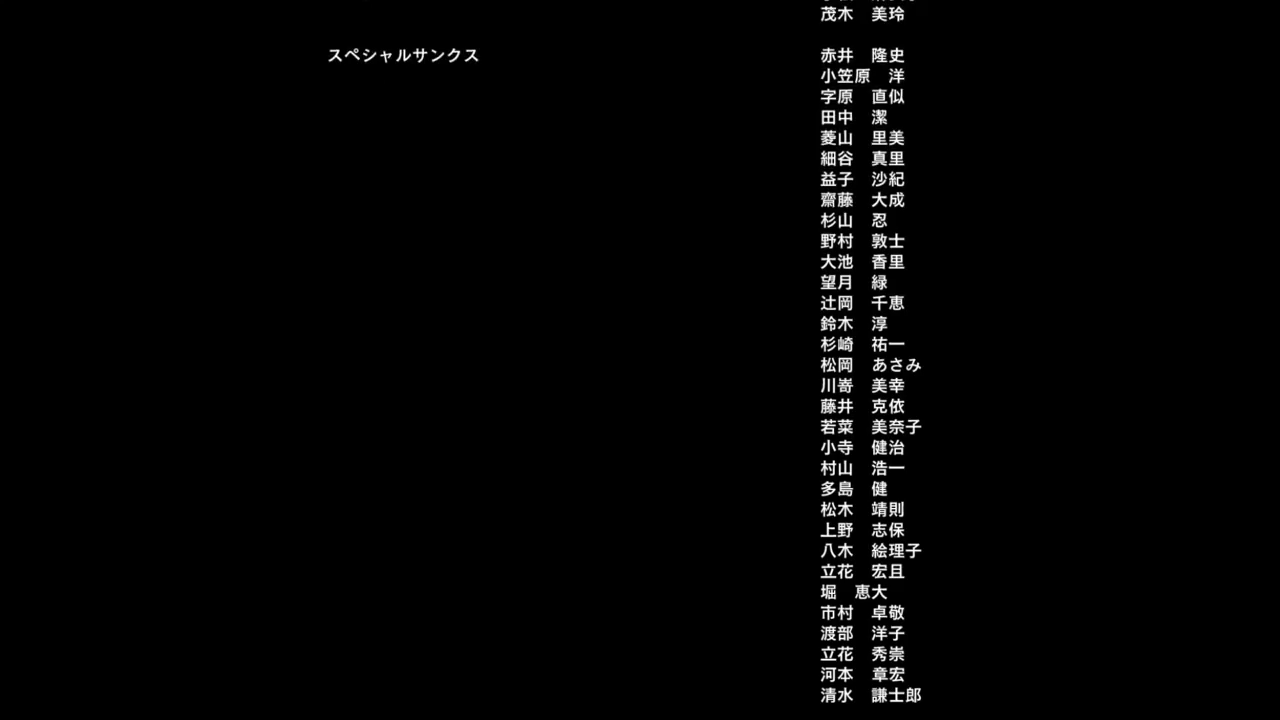 茂木　美玲
スペシャルサンクス　赤井　隆史
小笠原　洋
字原　直似
田中　潔
菱山　里美
細谷　真里
益子　沙紀
齋藤　大成
杉山　忍
野村　敦士
大池　香里
望月　緑
辻岡　千恵
鈴木　淳
杉崎　祐一
松岡　あさみ
川嵜　美幸
藤井　克依
若菜　美奈子
小寺　健治
村山　浩一
多島　健
松木　靖則
上野　志保
八木　絵理子
立花　宏且
堀　恵大
市村　卓敬
渡部　洋子
立花　秀崇
河本　章宏
清水　謙士郎